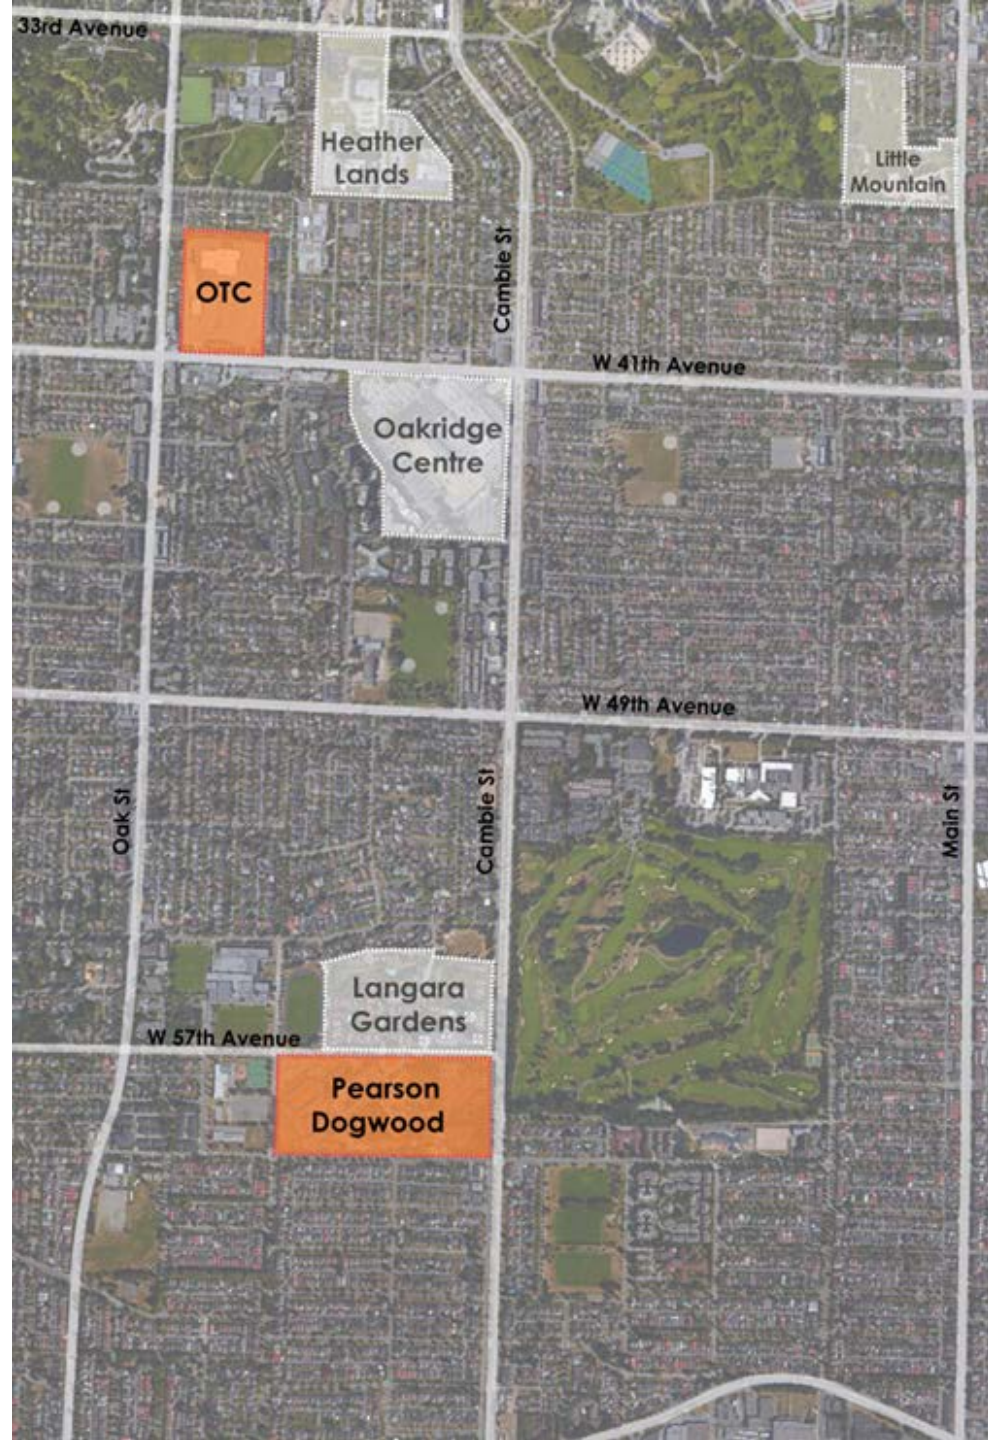 33rd Avenue
Heather
Lands
Little
Mountain
OTC
Cambie St
W 41th Avenue
Oakridge
Centre
W 49th Avenue
Oak St
Cambie St
Main St
Langara
Gardens
W 57th Avenue
Pearson
Dogwood